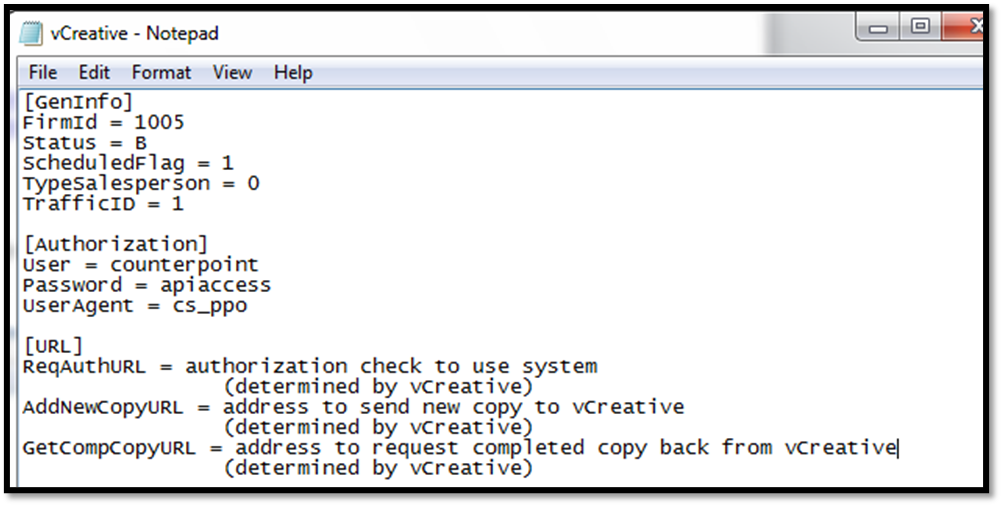 vCreative - Notepad
File Edit Format View Help
[GenInfo]
FirmId = 1005
Status = B
ScheduledFlag = 1
TypeSalesperson = 0
TrafficID = 1
[Authorization]
User = counterpoint
Password = apiaccess
UserAgent = cs_ppo
[URL]
ReqAuthURL = authorization check to use system
(determined by vCreative)
AddNewCopyURL = address to send new copy to vCreative
(determined by vCreative)
GetCompCopyURL = address to request completed copy back from vCreative
(determined by vCreative)